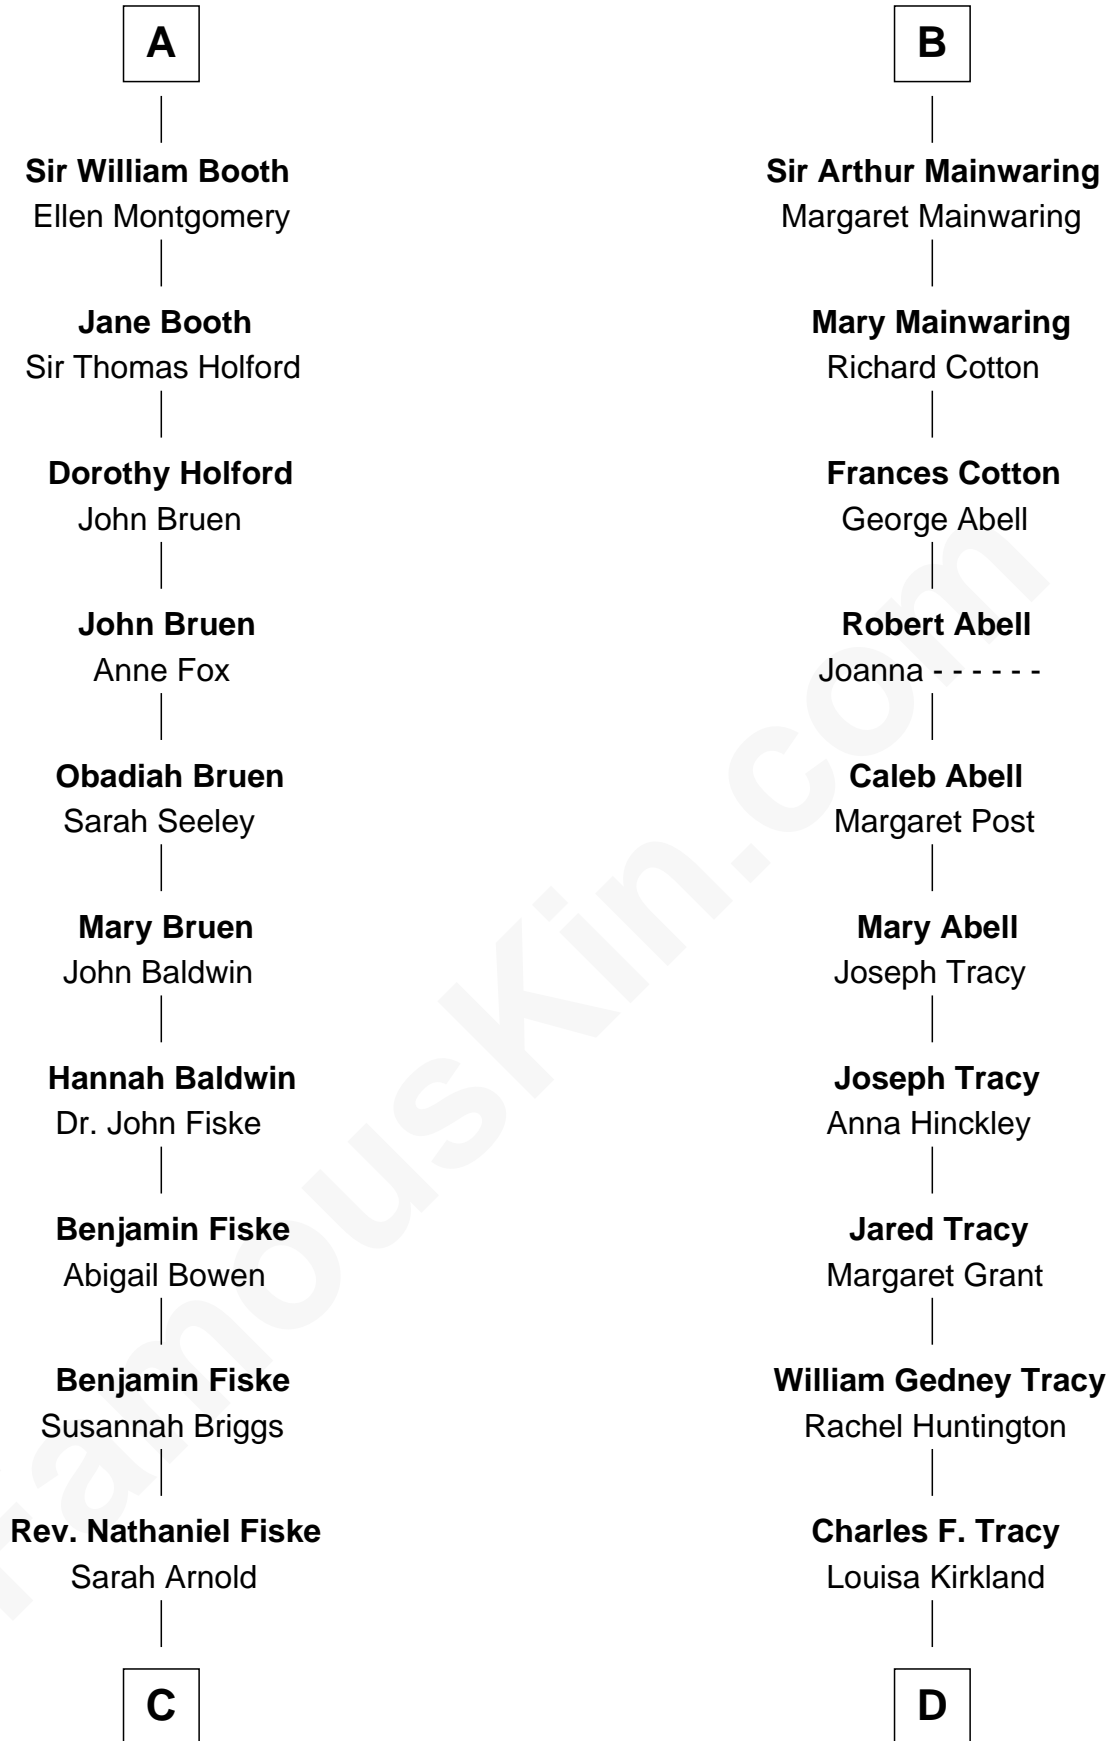 A
Sir William Booth
Ellen Montgomery
Jane Booth
Sir Thomas Holford
Dorothy Holford
John Bruen
John Bruen
Anne Fox
Obadiah Bruen
Sarah Seeley
Mary Bruen
John Baldwin
Hannah Baldwin
Dr. John Fiske
Benjamin Fiske
Abigail Bowen
Benjamin Fiske
Susannah Briggs
Rev. Nathaniel Fiske
Sarah Arnold
C
B
Sir Arthur Mainwaring
Margaret Mainwaring
Mary Mainwaring
Richard Cotton
Frances Cotton
George Abell
Robert Abell
Joanna - - - - - -
Caleb Abell
Margaret Post
Mary Abell
Joseph Tracy
Joseph Tracy
Anna Hinckley
Jared Tracy
Margaret Grant
William Gedney Tracy
Rachel Huntington
Charles F. Tracy
Louisa Kirkland
D
FamousKin.com